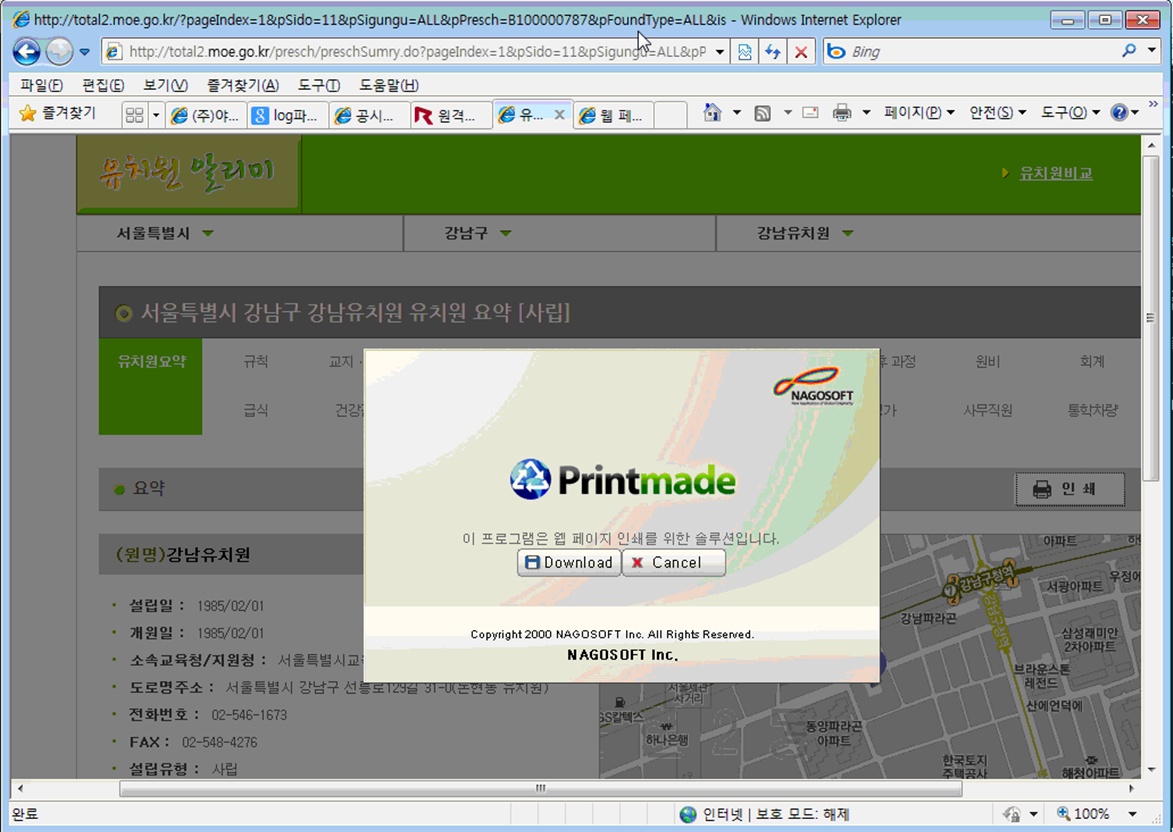 http://total2.moe.go.kr/?pageIndex=1&pSido=11&pSigungu=ALL&pPresch=B100000787&pFoundType=ALL&is - Windows Internet Explorer
http://total2.moe.go.kr/presch/preschSumry.do?pageIndex=1&pSido=11&pSigungu=ALL&pP
Bing
파일(F) 편집(E) 보기(V) 즐겨찾기(A) 도구(T) 도움말(H)
즐겨찾기 (주)야... log파... 공시... 원격... 유... 웹 페... 페이지(P) 안전(S) 도구(O)
유치원 알리미
유치원비교
서울특별시 강남구 강남유치원
서울특별시 강남구 강남유치원 유치원 요약 [사립]
유치원요약 규칙 교지 과정 원비 회계
급식 건강 사무직원 통학차량
NAGOSOFT
Printmade
요약
인 쇄
이 프로그램은 웹 페이지 인쇄를 위한 솔루션입니다.
Download Cancel
(원명)강남유치원
설립일 : 1985/02/01
개원일 : 1985/02/01
소속교육청/지원청 : 서울특별시교
도로명주소 : 서울특별시 강남구 선릉로129길 31-0(논현동 유치원)
전화번호 : 02-546-1673
FAX : 02-548-4276
설립유형 : 사립
Copyright 2000 NAGOSOFT Inc. All Rights Reserved.
NAGOSOFT Inc.
아파트
강남구청역
서광아파트
우정에
강남파라곤
강남구청역
삼성래미안
2차아파트
브라운스톤
레전드
산에언덕에
GS칼텍스
사거리
하나은행
동양파라곤
아파트
한국토지
주택공사
해청아파트
완료
인터넷 | 보호 모드: 해제
100%